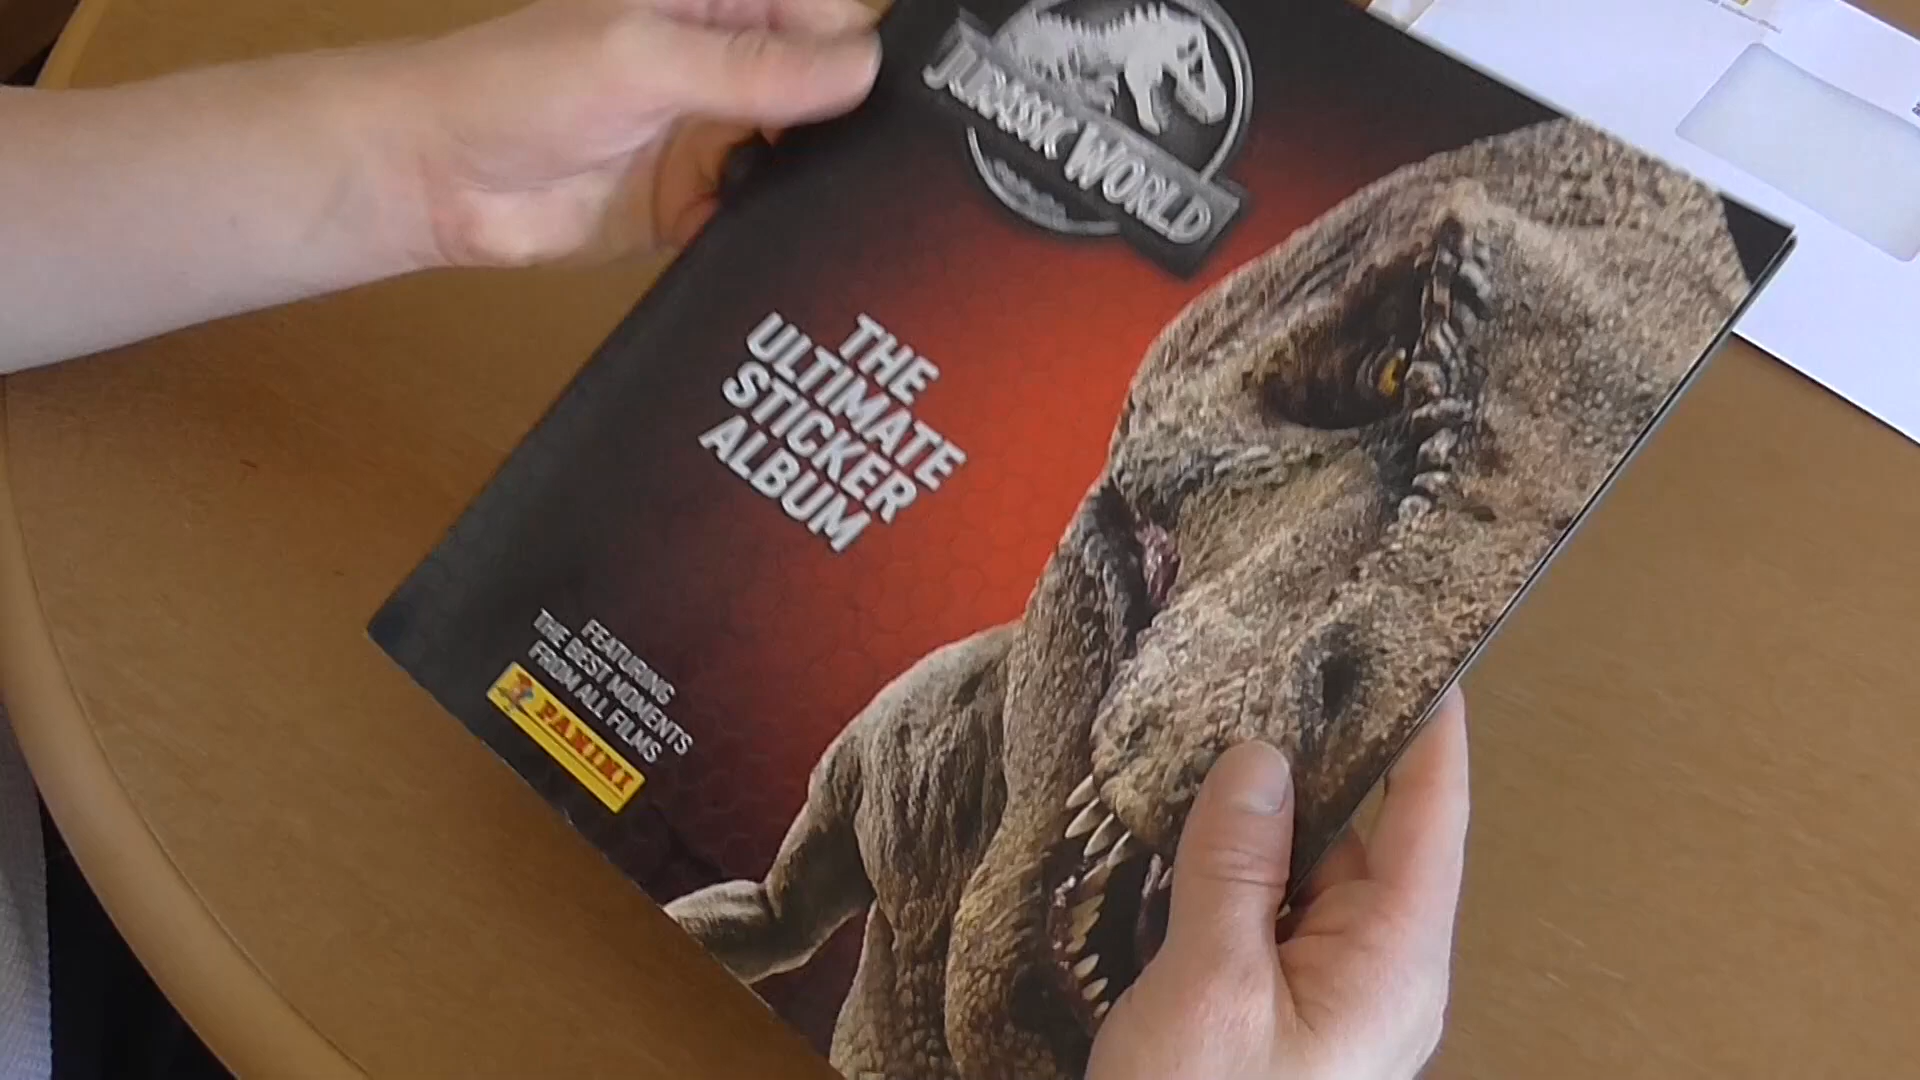 JURASSIC WORLD
THE
ULTIMATE
STICKER
ALBUM
FEATURING
THE BEST MOMENTS
FROM ALL FILMS
PANINI